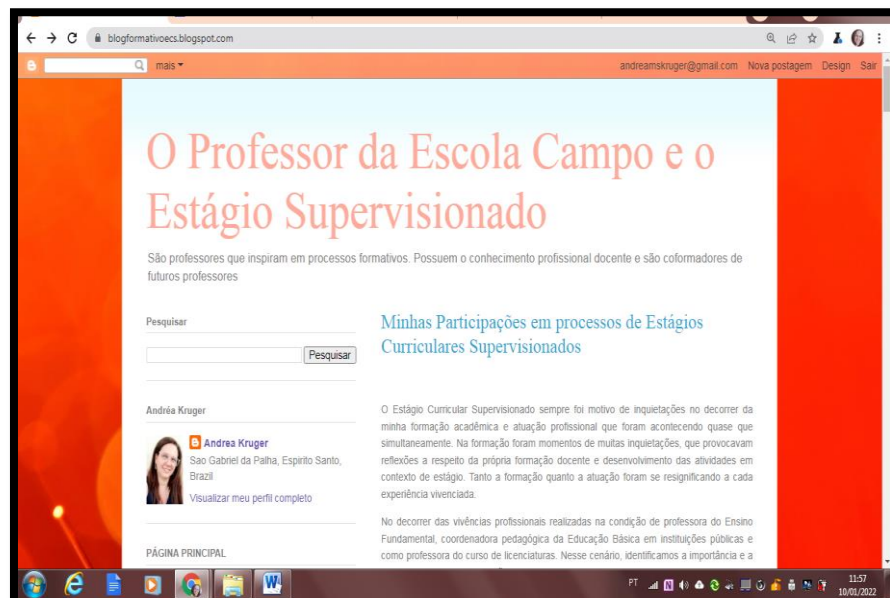 blogformativoecs.blogspot.com
mais
andreamskruger@gmail.com Nova postagem Design Sair
O Professor da Escola Campo e o
Estágio Supervisionado
São professores que inspiram em processos formativos. Possuem o conhecimento profissional docente e são coformadores de
futuros professores
Pesquisar
Pesquisar
Andréa Kruger
Andrea Kruger
Sao Gabriel da Palha, Espirito Santo,
Brazil
Visualizar meu perfil completo
PÁGINA PRINCIPAL
Minhas Participações em processos de Estágios
Curriculares Supervisionados
O Estágio Curricular Supervisionado sempre foi motivo de inquietações no decorrer da
minha formação acadêmica e atuação profissional que foram acontecendo quase que
simultaneamente. Na formação foram momentos de muitas inquietações, que provocavam
reflexões a respeito da própria formação docente e desenvolvimento das atividades em
contexto de estágio. Tanto a formação quanto a atuação foram se resignificando a cada
experiência vivenciada.
No decorrer das vivências profissionais realizadas na condição de professora do Ensino
Fundamental, coordenadora pedagógica da Educação Básica em instituições públicas e
como professora do curso de licenciaturas. Nesse cenário, identificamos a importância e a
PT
11:57
10/01/2022